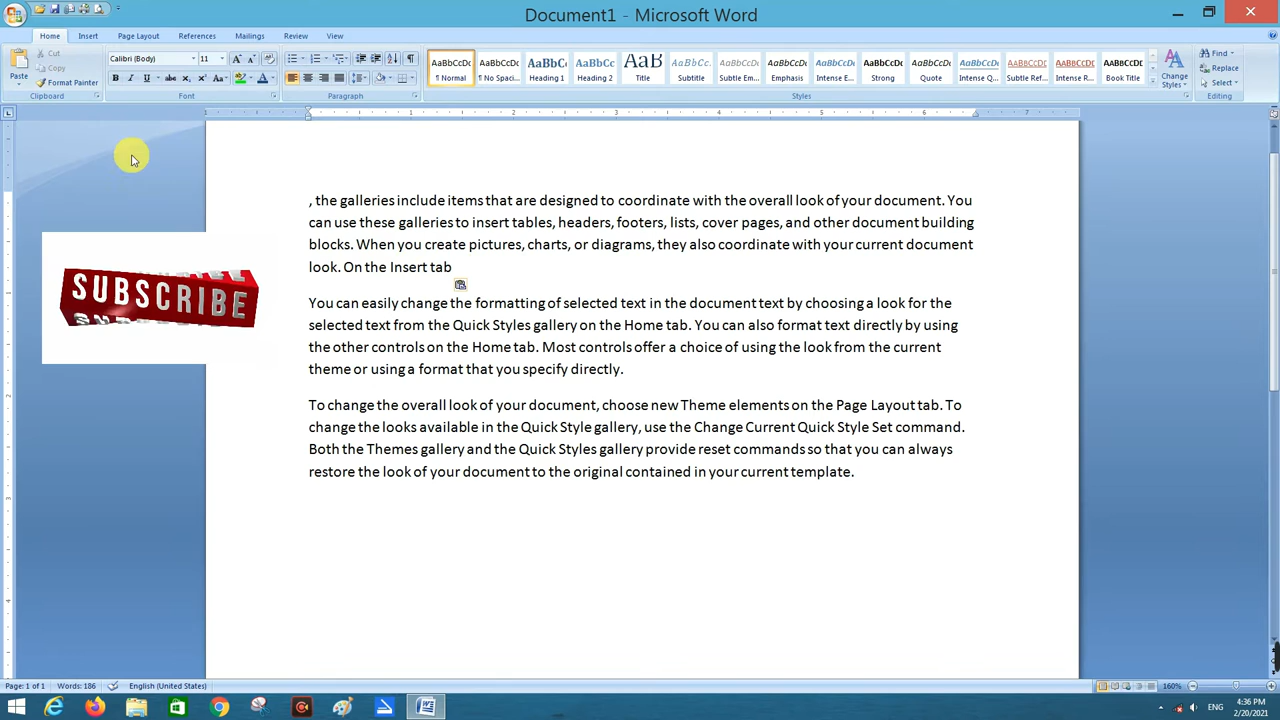 Document1 - Microsoft Word
Home Insert Page Layout References Mailings Review View
Paste
Cut
Copy
Format Painter
Clipboard
Calibri (Body) 11
Font
Paragraph
AaBbCcDc AaBbCcDc AaBbCc AaBbCc AaB AaBbCc. AaBbCcDc AaBbCcDc AaBbCcDc AaBbCcDc AaBbCcDc AaBbCcDc AaBbCcDc AaBbCcDc AaBbCcDc
¶ Normal ¶ No Spaci... Heading 1 Heading 2 Title Subtitle Subtle Em... Emphasis Intense E... Strong Quote Intense Q... Subtle Ref... Intense R... Book Title
Change
Styles
Styles
Find
Replace
Select
Editing
, the galleries include items that are designed to coordinate with the overall look of your document. You
can use these galleries to insert tables, headers, footers, lists, cover pages, and other document building
blocks. When you create pictures, charts, or diagrams, they also coordinate with your current document
look. On the Insert tab
You can easily change the formatting of selected text in the document text by choosing a look for the
selected text from the Quick Styles gallery on the Home tab. You can also format text directly by using
the other controls on the Home tab. Most controls offer a choice of using the look from the current
theme or using a format that you specify directly.
To change the overall look of your document, choose new Theme elements on the Page Layout tab. To
change the looks available in the Quick Style gallery, use the Change Current Quick Style Set command.
Both the Themes gallery and the Quick Styles gallery provide reset commands so that you can always
restore the look of your document to the original contained in your current template.
SUBSCRIBE
Page: 1 of 1 Words: 186 English (United States) 160%
ENG
4:36 PM
2/20/2021